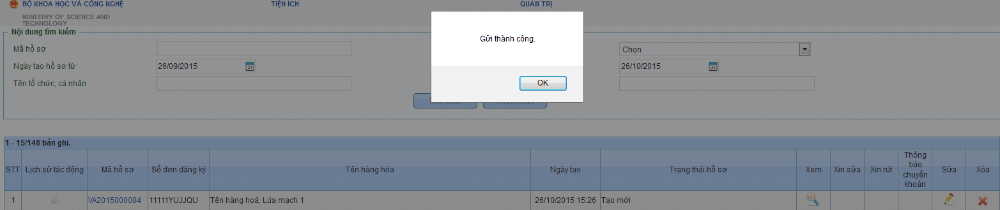 BỘ KHOA HỌC VÀ CÔNG NGHỆ TIỆN ÍCH QUẢN TRỊ
MINISTRY OF SCIENCE AND
TECHNOLOGY
Nội dung tìm kiếm
Mã hồ sơ Chọn
Ngày tạo hồ sơ từ 26/09/2015 31 26/10/2015 31
Tên tổ chức, cá nhân
Gửi thành công.
OK
1 - 15/148 bản ghi.
STT Lịch sử tác động Mã hồ sơ Số đơn đăng ký Tên hàng hóa Ngày tạo Trạng thái hồ sơ Xem Xin sửa Xin rút Thông báo chuyển khoản Sửa Xóa
1 VA2015000084 11111YUJJQU Tên hàng hoá; Lúa mạch 1 26/10/2015 15:26 Tạo mới